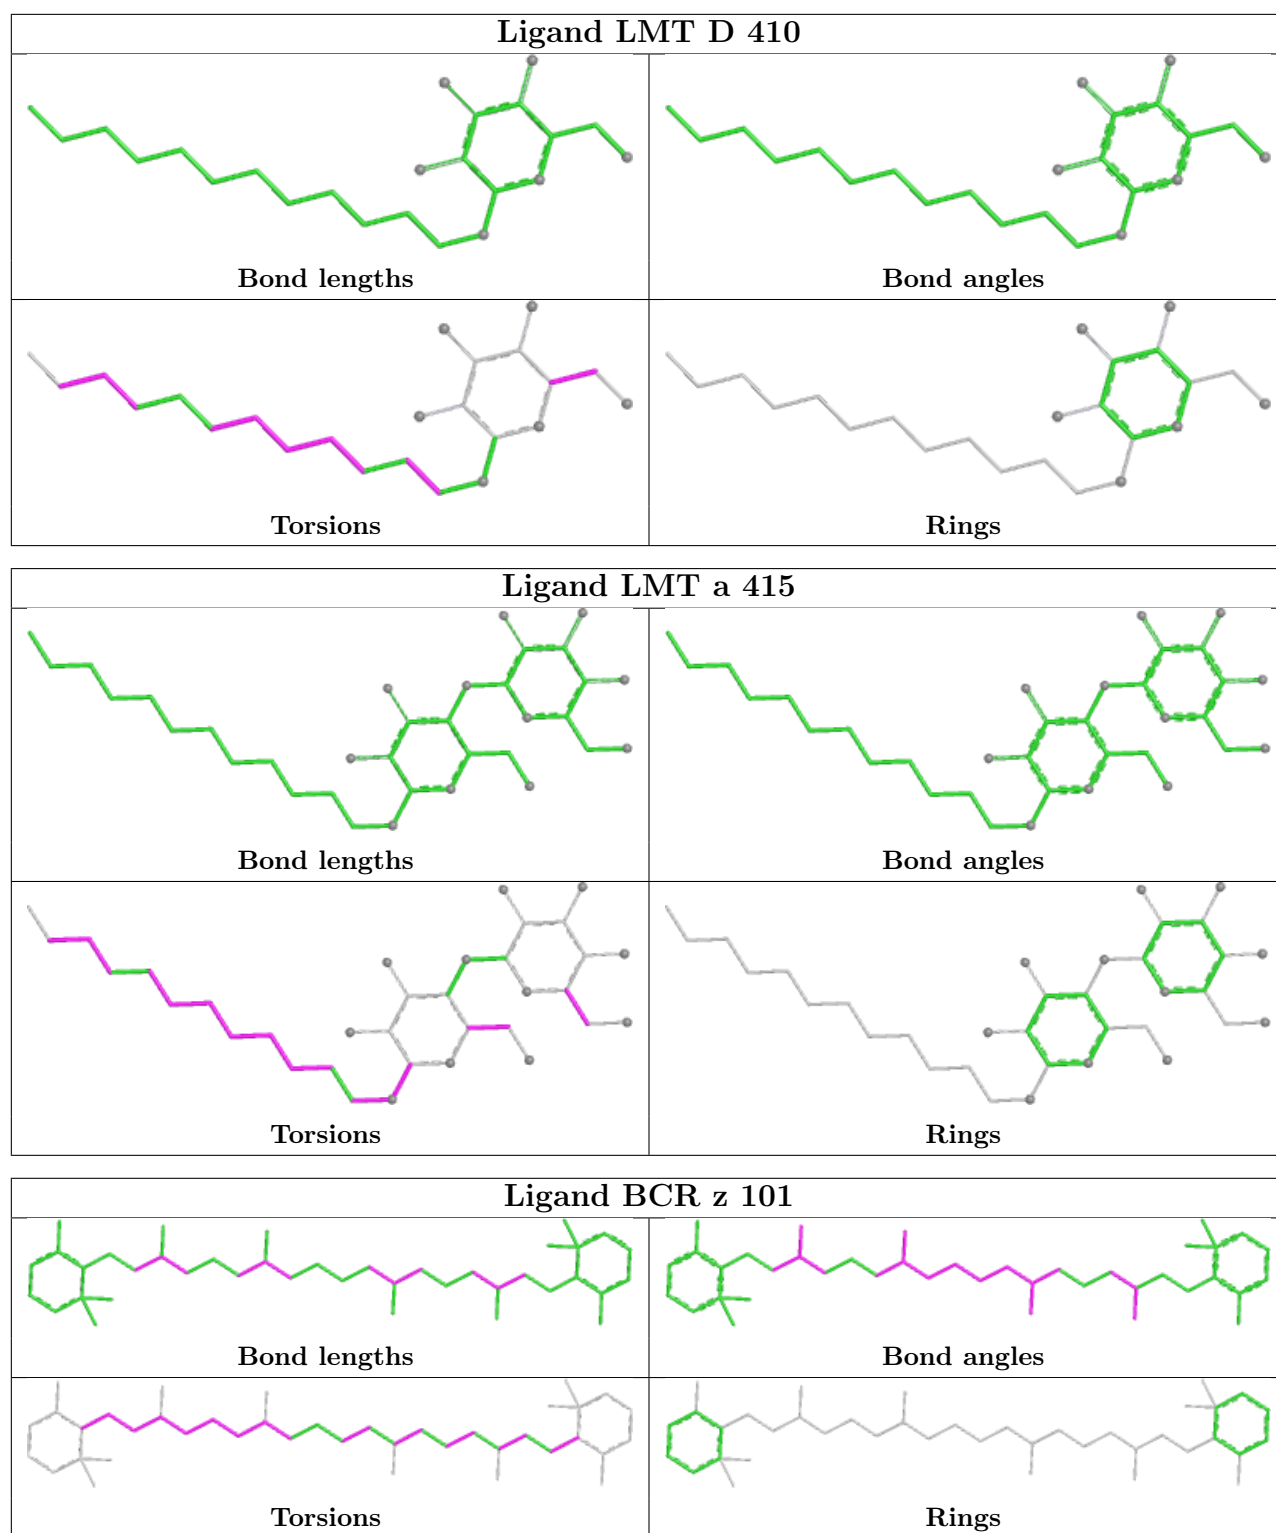 Ligand LMT D 410
Bond lengths
Bond angles
Torsions
Rings
Ligand LMT a 415
Bond lengths
Bond angles
Torsions
Rings
Ligand BCR z 101
Bond lengths
Bond angles
Torsions
Rings